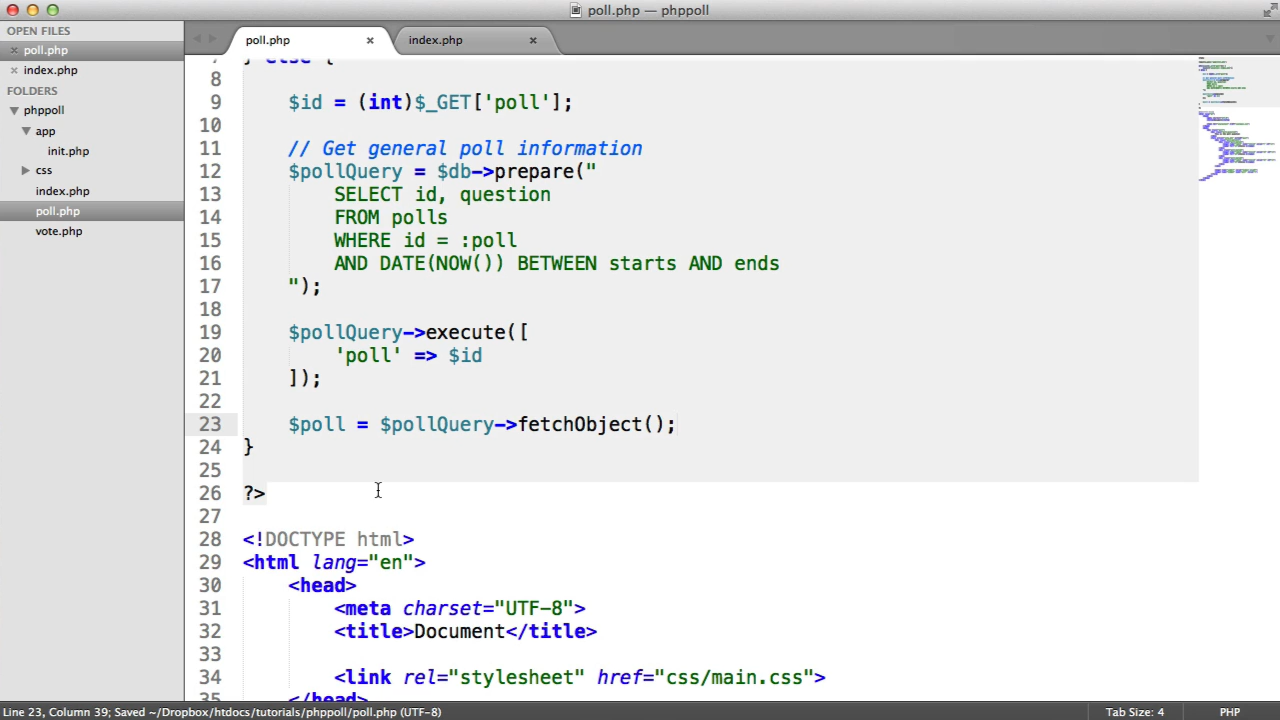 poll.php — phppoll
OPEN FILES
poll.php
index.php
FOLDERS
phppoll
app
init.php
css
index.php
poll.php
vote.php
poll.php
index.php
7 } else {
8
9 $id = (int)$_GET['poll'];
10
11 // Get general poll information
12 $pollQuery = $db->prepare("
13 SELECT id, question
14 FROM polls
15 WHERE id = :poll
16 AND DATE(NOW()) BETWEEN starts AND ends
17 ");
18
19 $pollQuery->execute([
20 'poll' => $id
21 ]);
22
23 $poll = $pollQuery->fetchObject();
24 }
25
26 ?>
27
28 <!DOCTYPE html>
29 <html lang="en">
30 <head>
31 <meta charset="UTF-8">
32 <title>Document</title>
33
34 <link rel="stylesheet" href="css/main.css">
35 </head>
Line 23, Column 39; Saved ~/Dropbox/htdocs/tutorials/phppoll/poll.php (UTF-8)
Tab Size: 4
PHP